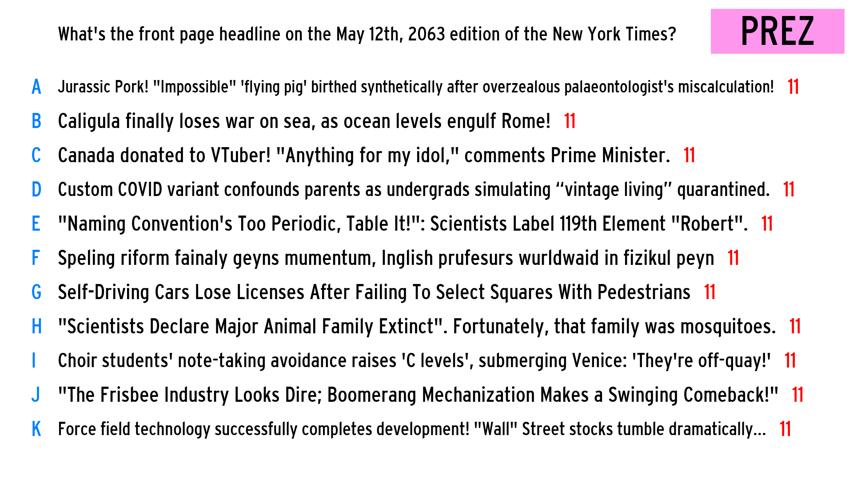 What's the front page headline on the May 12th, 2063 edition of the New York Times?
PREZ
A Jurassic Pork! "Impossible" 'flying pig' birthed synthetically after overzealous palaeontologist's miscalculation! 11
B Caligula finally loses war on sea, as ocean levels engulf Rome! 11
C Canada donated to VTuber! "Anything for my idol," comments Prime Minister. 11
D Custom COVID variant confounds parents as undergrads simulating “vintage living” quarantined. 11
E "Naming Convention's Too Periodic, Table It!": Scientists Label 119th Element "Robert". 11
F Speling riform fainaly geyns mumentum, Inglish prufesurs wurldwaid in fizikul peyn 11
G Self-Driving Cars Lose Licenses After Failing To Select Squares With Pedestrians 11
H "Scientists Declare Major Animal Family Extinct". Fortunately, that family was mosquitoes. 11
I Choir students' note-taking avoidance raises 'C levels', submerging Venice: 'They're off-quay!' 11
J "The Frisbee Industry Looks Dire; Boomerang Mechanization Makes a Swinging Comeback!" 11
K Force field technology successfully completes development! "Wall" Street stocks tumble dramatically... 11